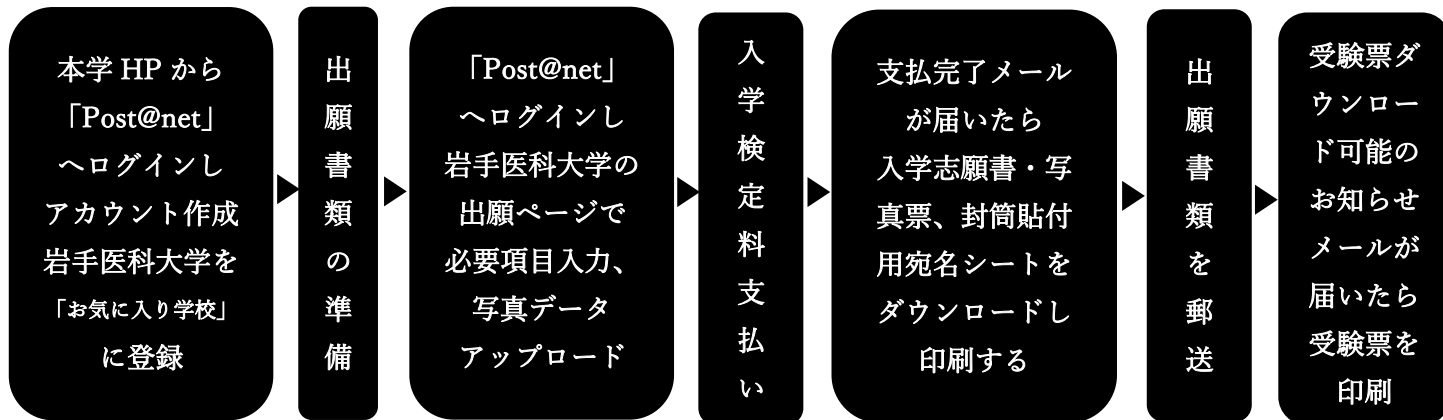 本学 HP から
「Post@net」
へログインし
アカウント作成
岩手医科大学を
「お気に入り学校」
に登録
出願書類の準備
「Post@net」
へログインし
岩手医科大学の
出願ページで
必要項目入力、
写真データ
アップロード
入学検定料支払い
支払完了メール
が届いたら
入学志願書・写
真票、封筒貼付
用宛名シートを
ダウンロードし
印刷する
出願書類を郵送
受験票ダ
ウンロー
ド可能の
お知らせ
メールが
届いたら
受験票を
印刷